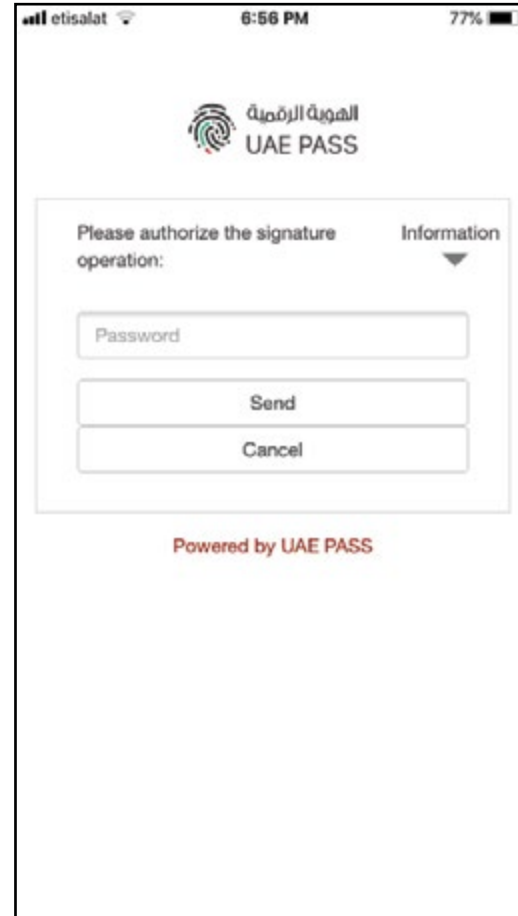 etisalat 6:56 PM 77%
الهوية الرقمية
UAE PASS
Please authorize the signature operation: Information
Password
Send
Cancel
Powered by UAE PASS